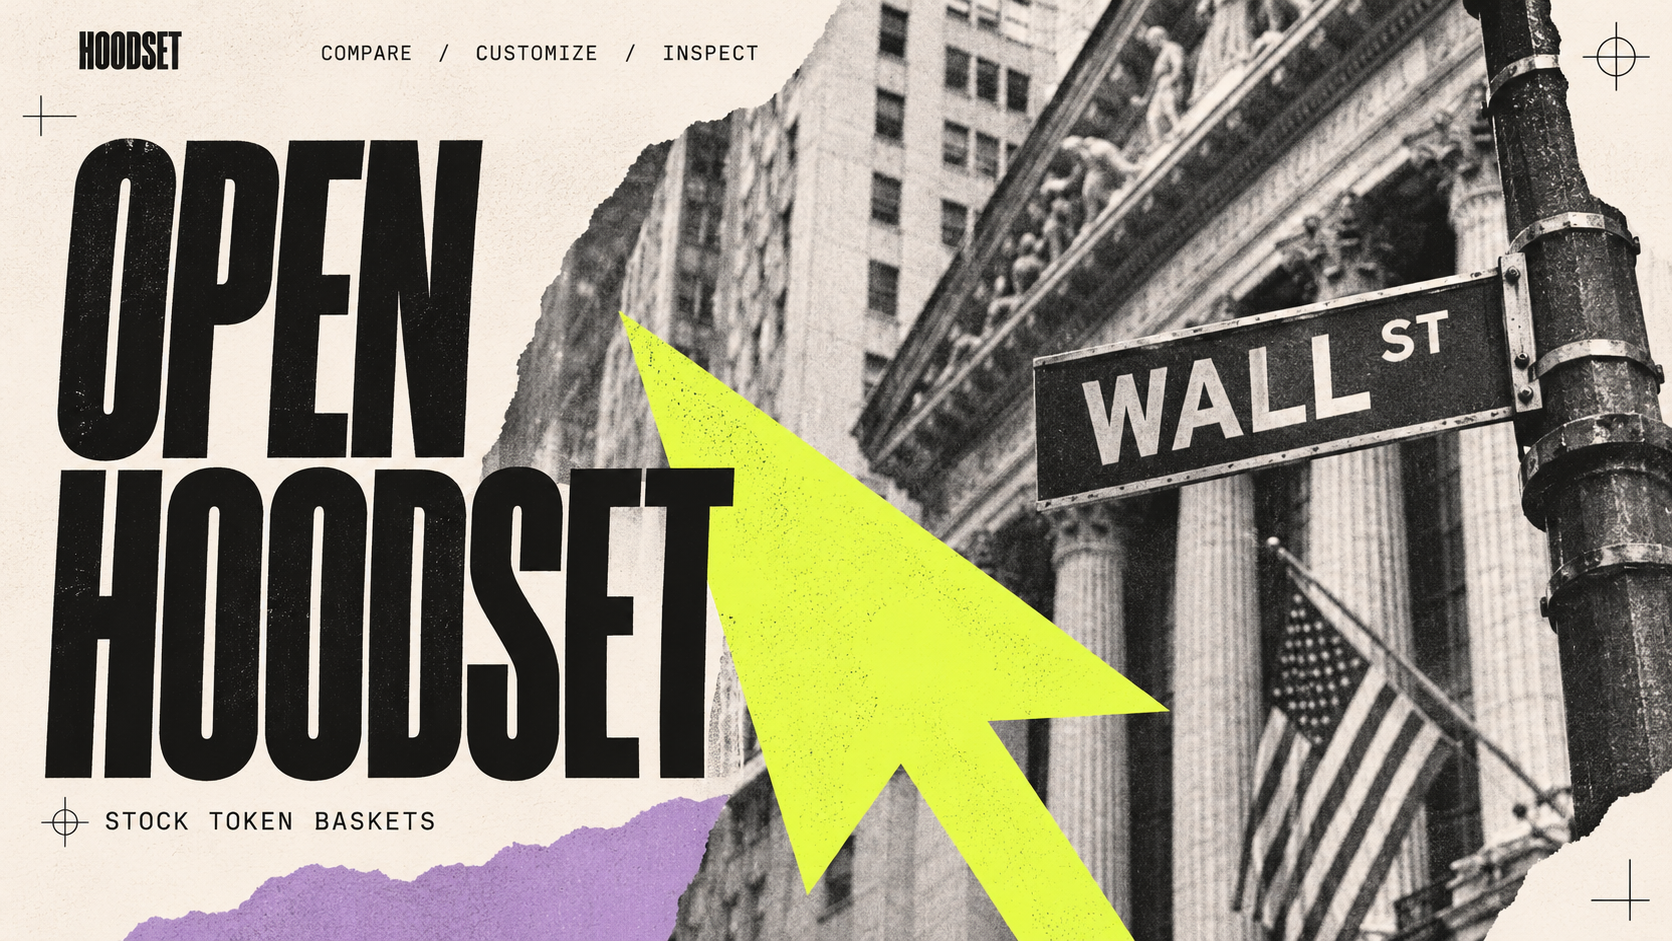 HOODSET
COMPARE / CUSTOMIZE / INSPECT
OPEN
HOODSET
STOCK TOKEN BASKETS
WALL ST